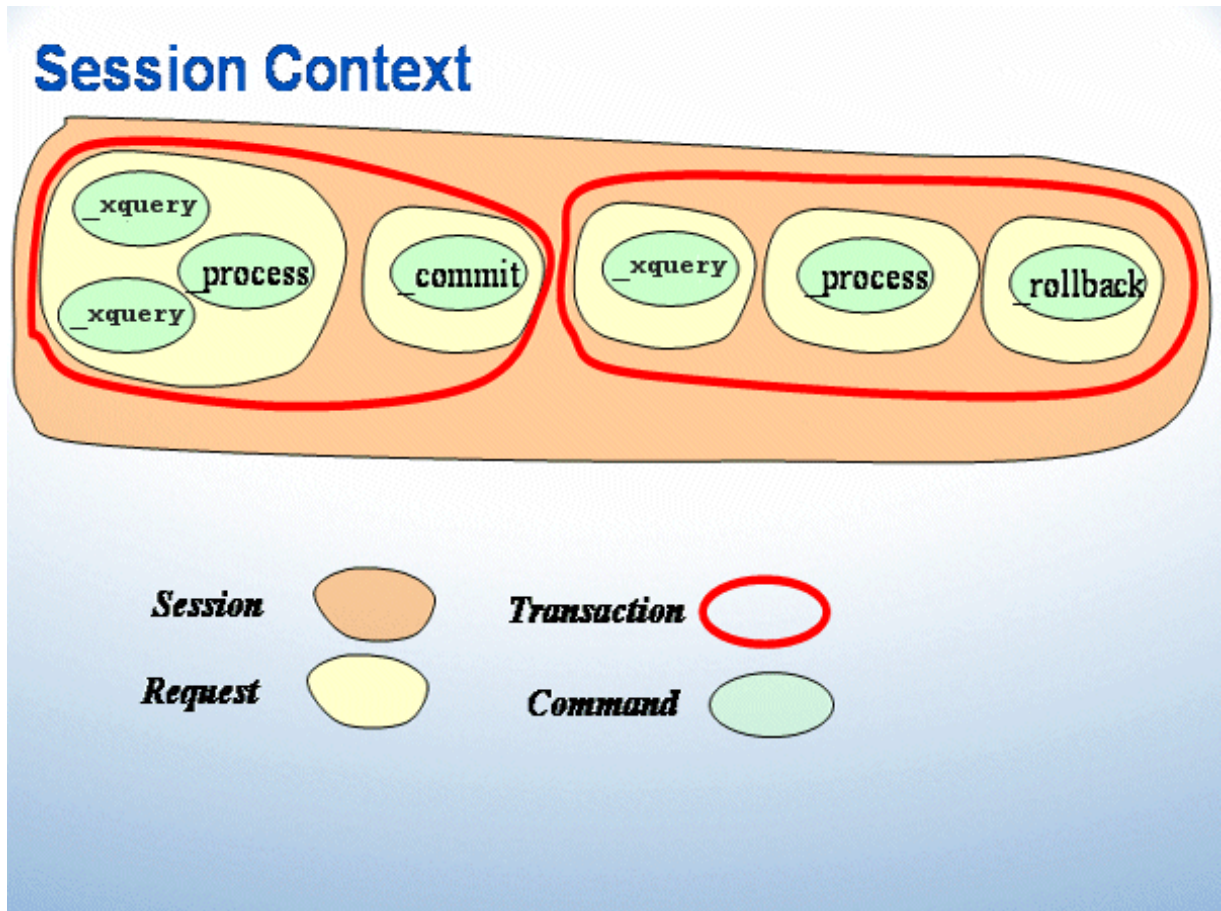 Session Context
_xquery
_process
_xquery
_commit
_xquery
_process
_rollback
Session
Transaction
Request
Command